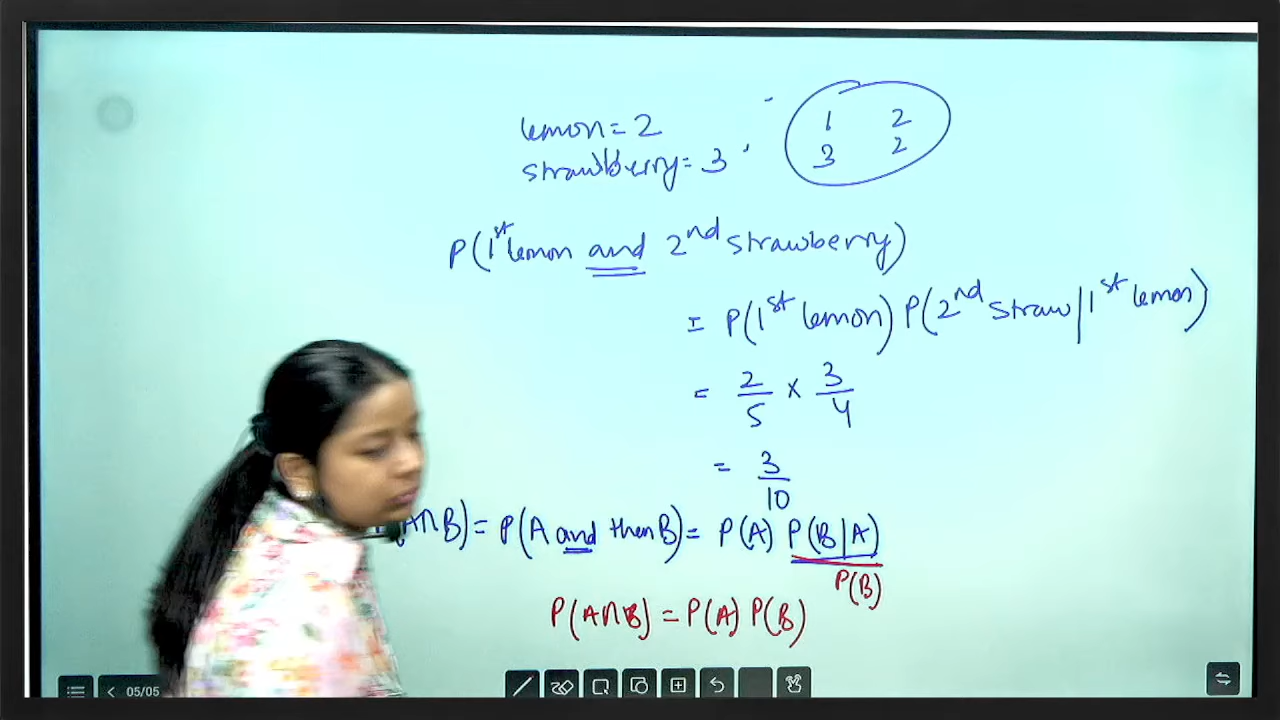 lemon = 2
strawberry = 3
1 2
3 2
P(1st lemon and 2nd strawberry)
= P(1st lemon) P(2nd straw | 1st lemon)
= 2/5 × 3/4
= 3/10
(A∩B) = P(A and then B) = P(A) P(B|A)
P(B)
P(A∩B) = P(A) P(B)
05/05